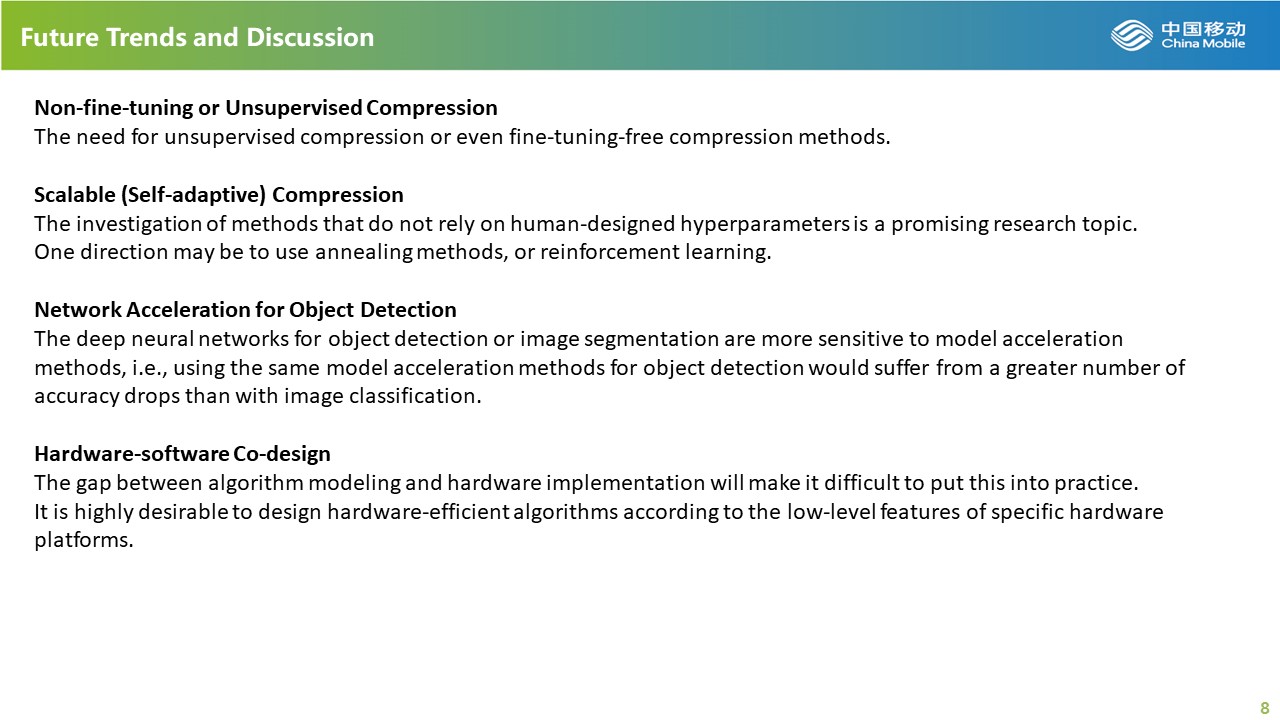 Future Trends and Discussion
中国移动
China Mobile
Non-fine-tuning or Unsupervised Compression
The need for unsupervised compression or even fine-tuning-free compression methods.
Scalable (Self-adaptive) Compression
The investigation of methods that do not rely on human-designed hyperparameters is a promising research topic.
One direction may be to use annealing methods, or reinforcement learning.
Network Acceleration for Object Detection
The deep neural networks for object detection or image segmentation are more sensitive to model acceleration
methods, i.e., using the same model acceleration methods for object detection would suffer from a greater number of
accuracy drops than with image classification.
Hardware-software Co-design
The gap between algorithm modeling and hardware implementation will make it difficult to put this into practice.
It is highly desirable to design hardware-efficient algorithms according to the low-level features of specific hardware
platforms.
8